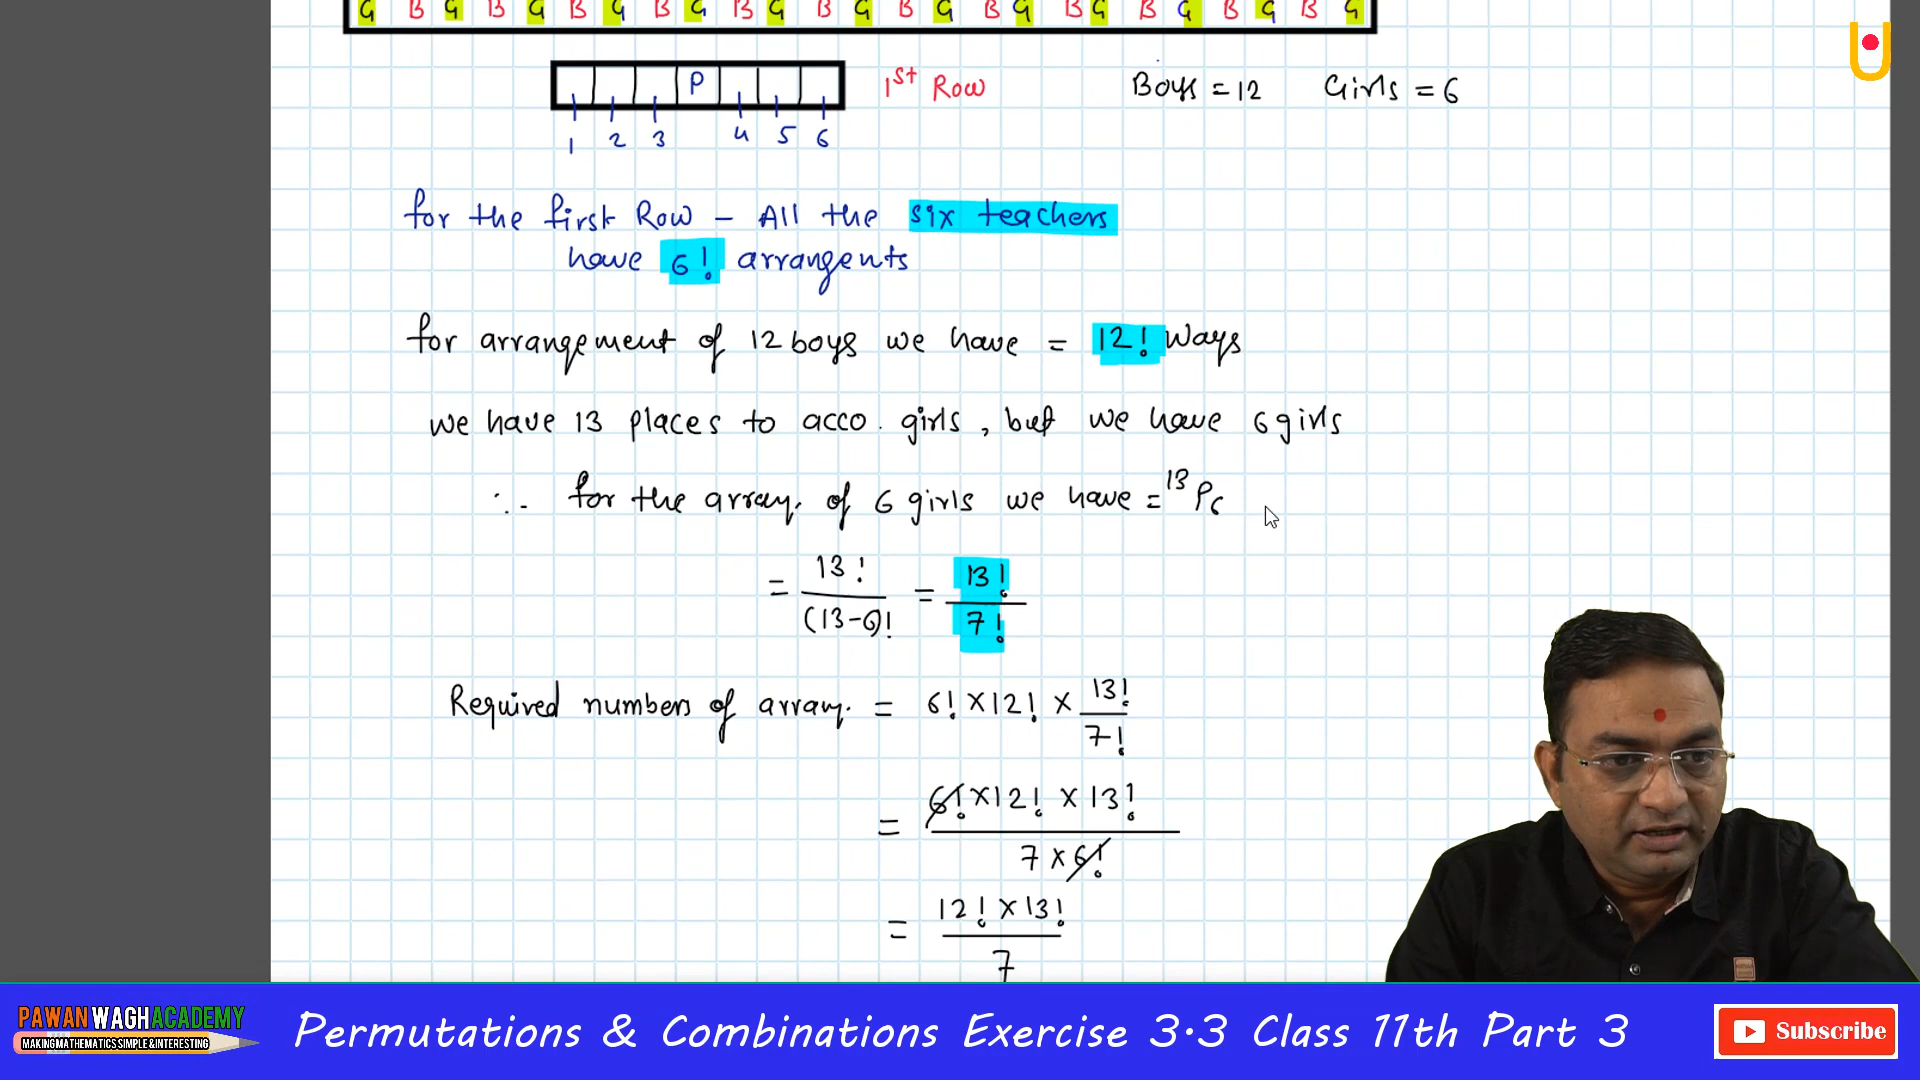 G B G B G B G B G B G B G B G B G B G B G B G B G
P 1st Row Boys = 12 Girls = 6
1 2 3 4 5 6
for the first Row - All the six teachers
have 6! arrangents
for arrangement of 12 boys we have = 12! Ways
we have 13 places to acco. girls, but we have 6 girls
∴ for the array. of 6 girls we have = ¹³P₆
= 13! / (13-6)! = 13! / 7!
Required numbers of array. = 6! × 12! × 13! / 7!
= 6! × 12! × 13! / 7 × 6!
= 12! × 13! / 7
PAWAN WAGH ACADEMY
MAKING MATHEMATICS SIMPLE & INTERESTING
Permutations & Combinations Exercise 3.3 Class 11th Part 3
Subscribe